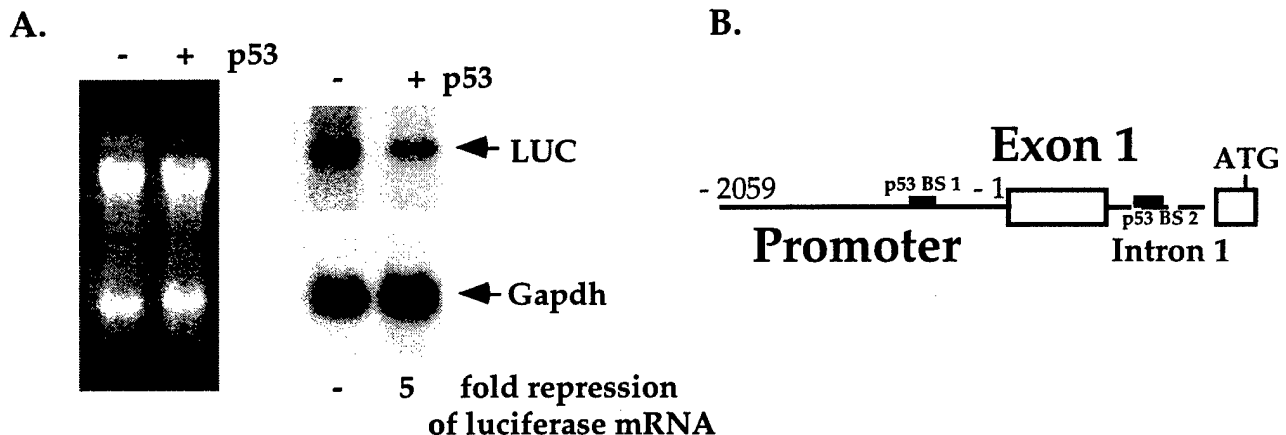 A.
- + p53
- + p53
LUC
Gapdh
- 5 fold repression
of luciferase mRNA
B.
Exon 1
ATG
- 2059
p53 BS 1
- 1
p53 BS 2
Promoter
Intron 1